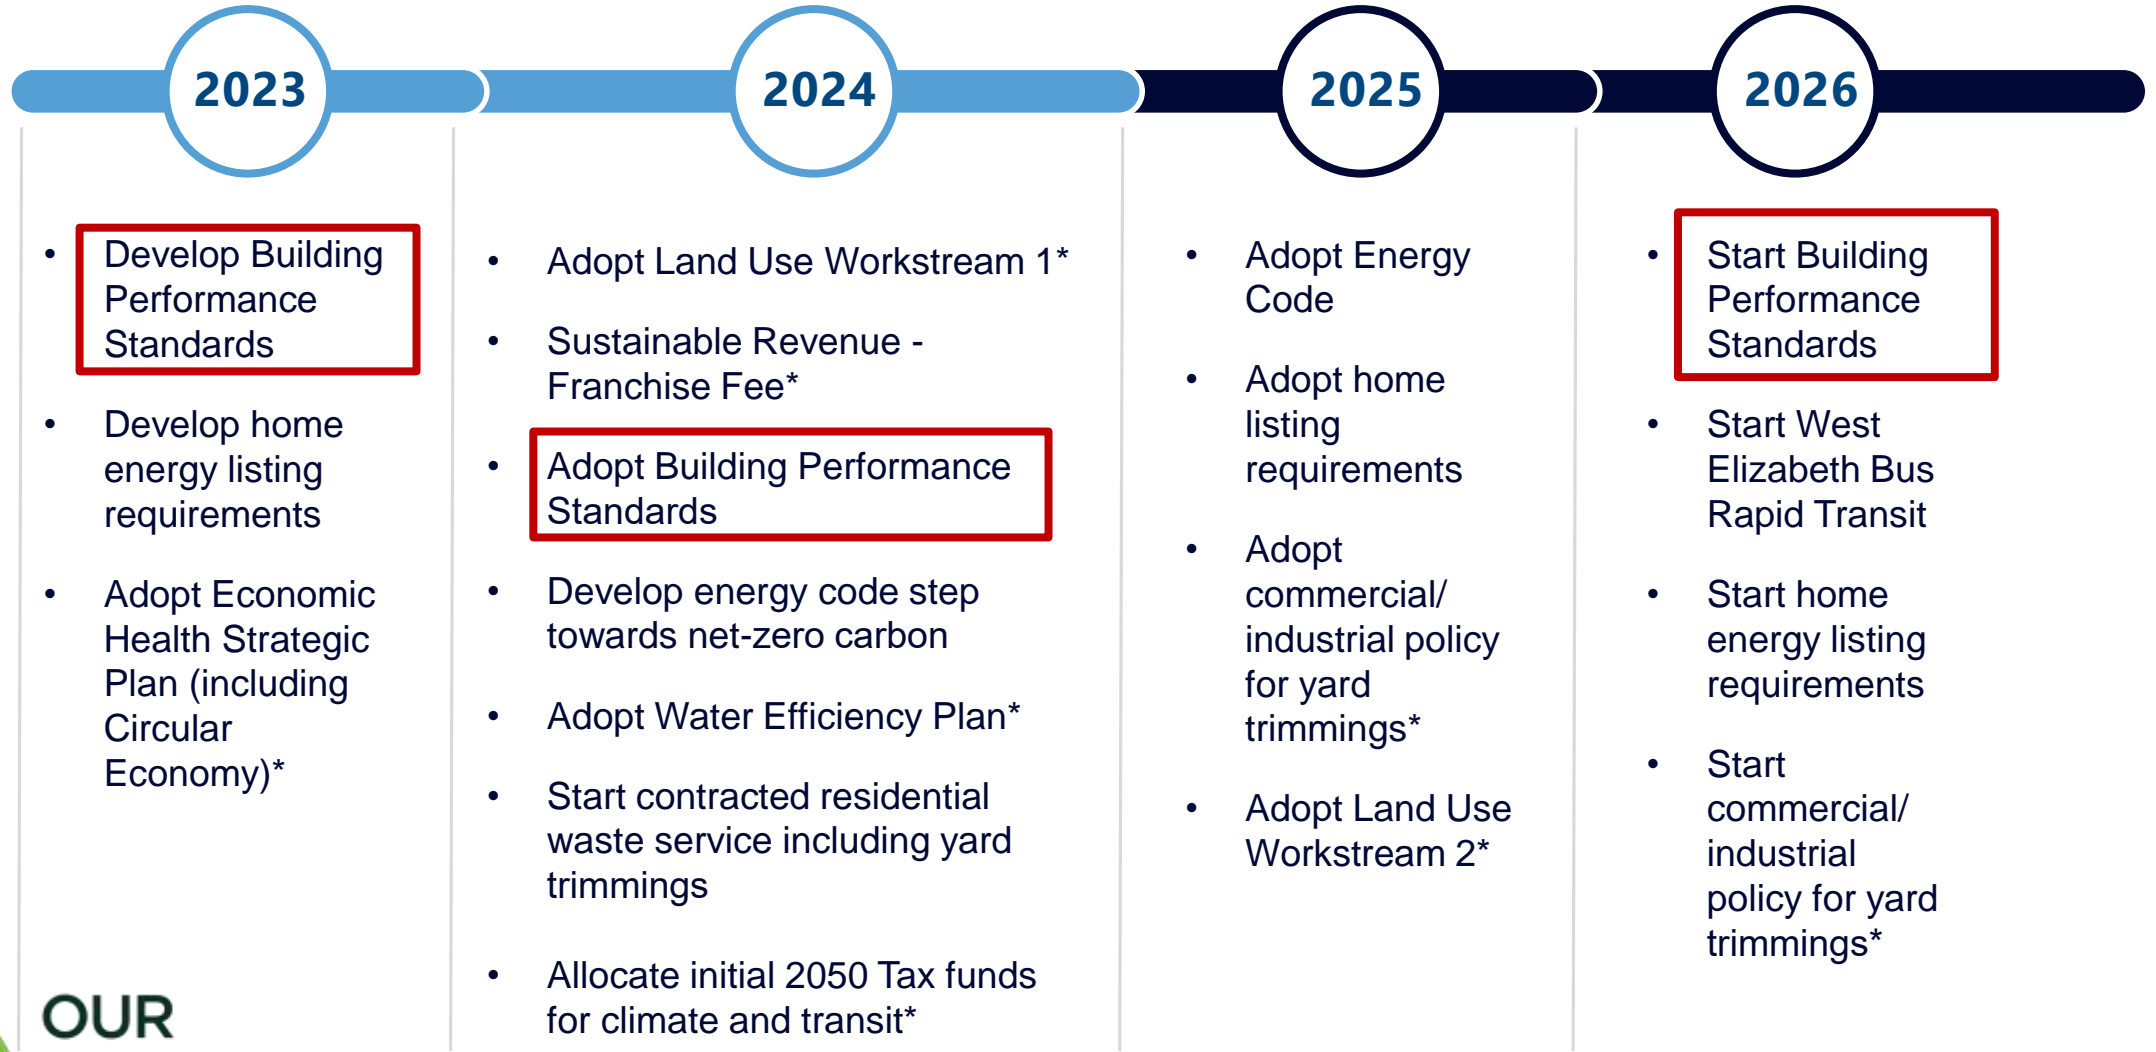 2023
2024
2025
2026
• Develop Building
Performance
Standards
• Develop home
energy listing
requirements
• Adopt Economic
Health Strategic
Plan (including
Circular
Economy)*
• Adopt Land Use Workstream 1*
• Sustainable Revenue -
Franchise Fee*
• Adopt Building Performance
Standards
• Develop energy code step
towards net-zero carbon
• Adopt Water Efficiency Plan*
• Start contracted residential
waste service including yard
trimmings
• Allocate initial 2050 Tax funds
for climate and transit*
• Adopt Energy
Code
• Adopt home
listing
requirements
• Adopt
commercial/
industrial policy
for yard
trimmings*
• Adopt Land Use
Workstream 2*
• Start Building
Performance
Standards
• Start West
Elizabeth Bus
Rapid Transit
• Start home
energy listing
requirements
• Start
commercial/
industrial
policy for yard
trimmings*
OUR